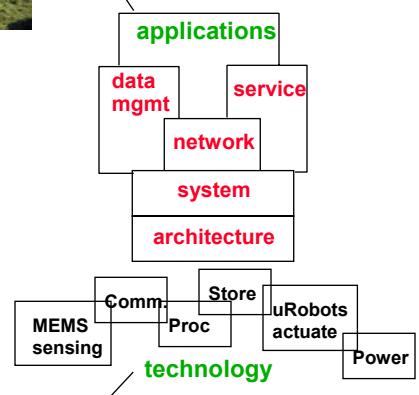 applications
data
mgmt
service
network
system
architecture
Comm.
Store
MEMS
sensing
Proc
uRobots
actuate
Power
technology